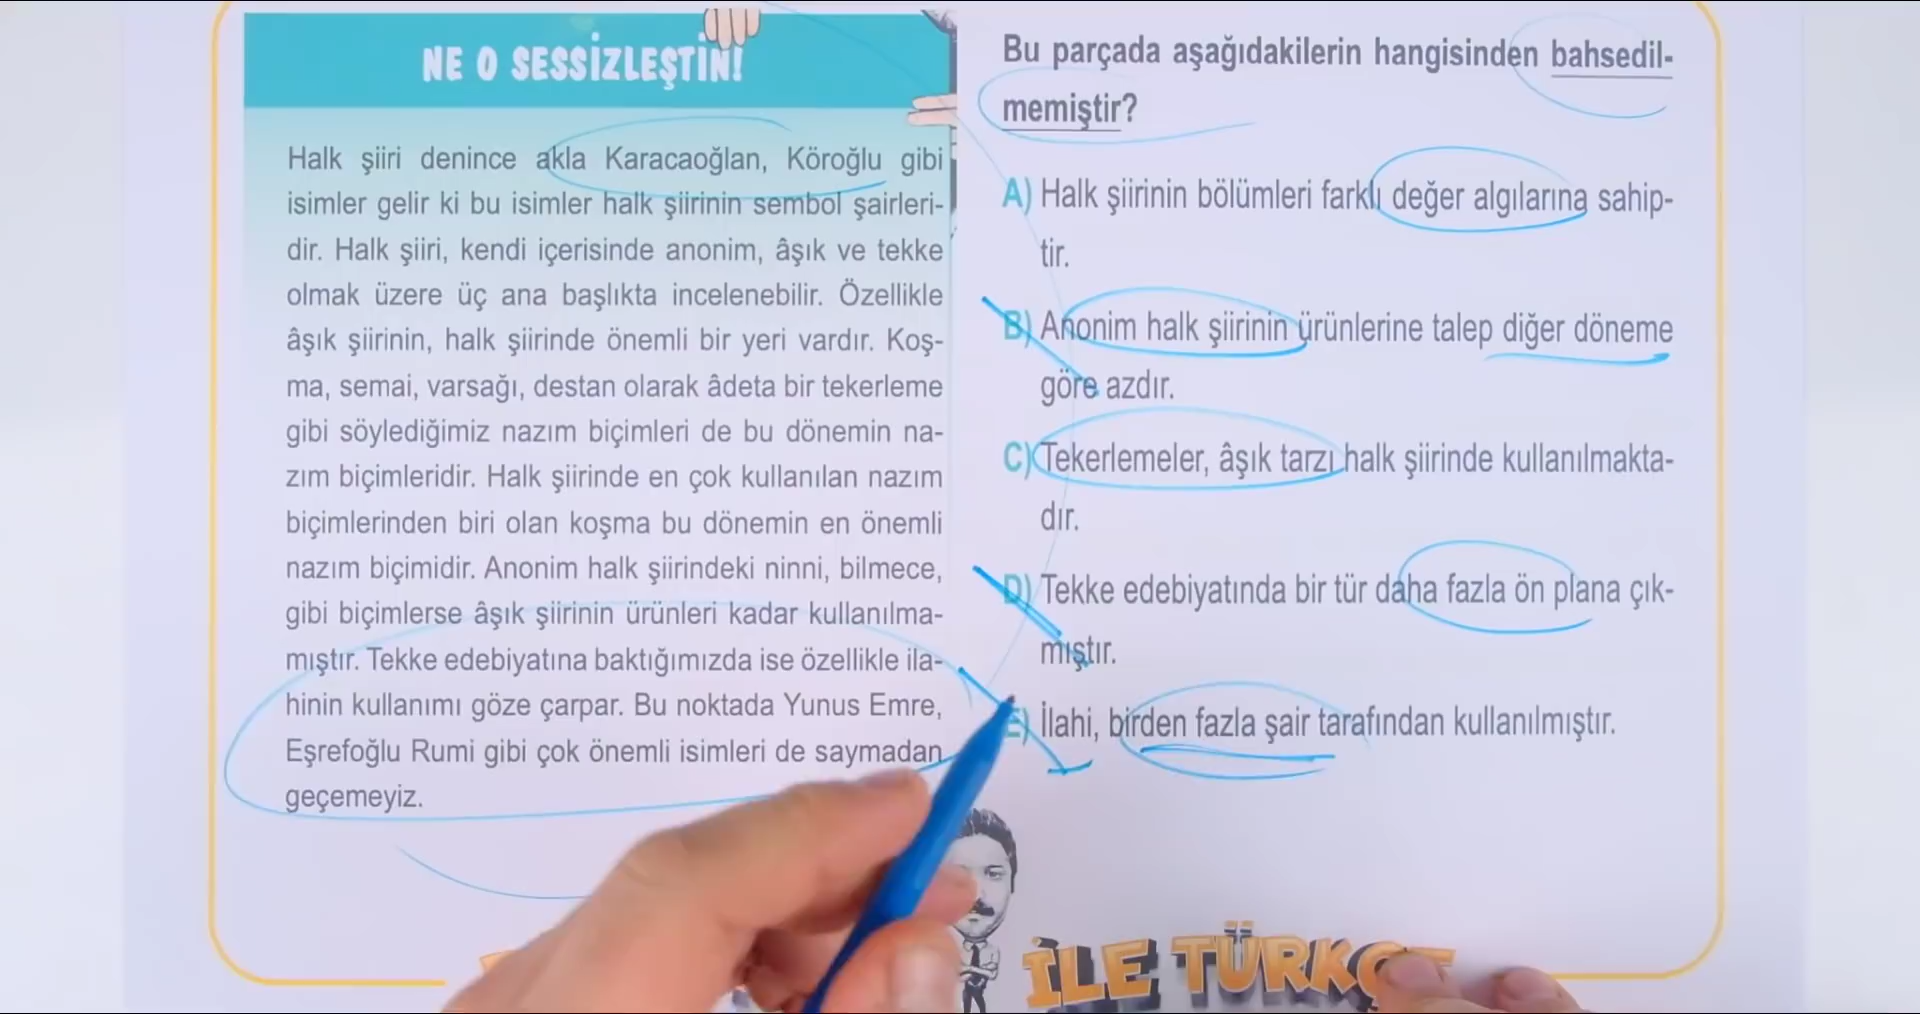 NE O SESSİZLEŞTİN!
Halk şiiri denince akla Karacaoğlan, Köroğlu gibi
isimler gelir ki bu isimler halk şiirinin sembol şairleri-
dir. Halk şiiri, kendi içerisinde anonim, âşık ve tekke
olmak üzere üç ana başlıkta incelenebilir. Özellikle
âşık şiirinin, halk şiirinde önemli bir yeri vardır. Koş-
ma, semai, varsağı, destan olarak âdeta bir tekerleme
gibi söylediğimiz nazım biçimleri de bu dönemin na-
zım biçimleridir. Halk şiirinde en çok kullanılan nazım
biçimlerinden biri olan koşma bu dönemin en önemli
nazım biçimidir. Anonim halk şiirindeki ninni, bilmece,
gibi biçimlerse âşık şiirinin ürünleri kadar kullanılma-
mıştır. Tekke edebiyatına baktığımızda ise özellikle ila-
hinin kullanımı göze çarpar. Bu noktada Yunus Emre,
Eşrefoğlu Rumi gibi çok önemli isimleri de saymadan
geçemeyiz.
Bu parçada aşağıdakilerin hangisinden bahsedil-
memiştir?
A) Halk şiirinin bölümleri farklı değer algılarına sahip-
tir.
B) Anonim halk şiirinin ürünlerine talep diğer döneme
göre azdır.
C) Tekerlemeler, âşık tarzı halk şiirinde kullanılmakta-
dır.
D) Tekke edebiyatında bir tür daha fazla ön plana çık-
mıştır.
E) İlahi, birden fazla şair tarafından kullanılmıştır.
İLE TÜRKÇE